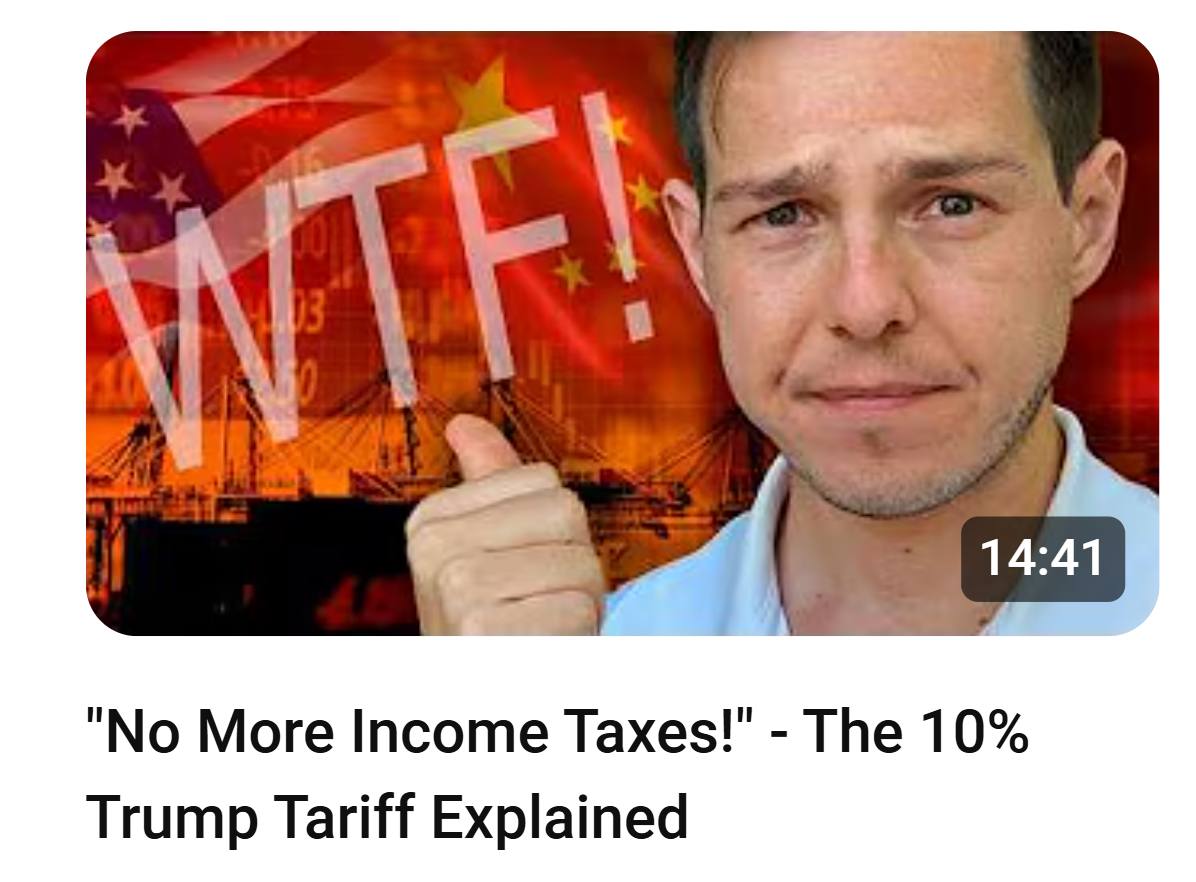 WTF!
14:41
"No More Income Taxes!" - The 10%
Trump Tariff Explained